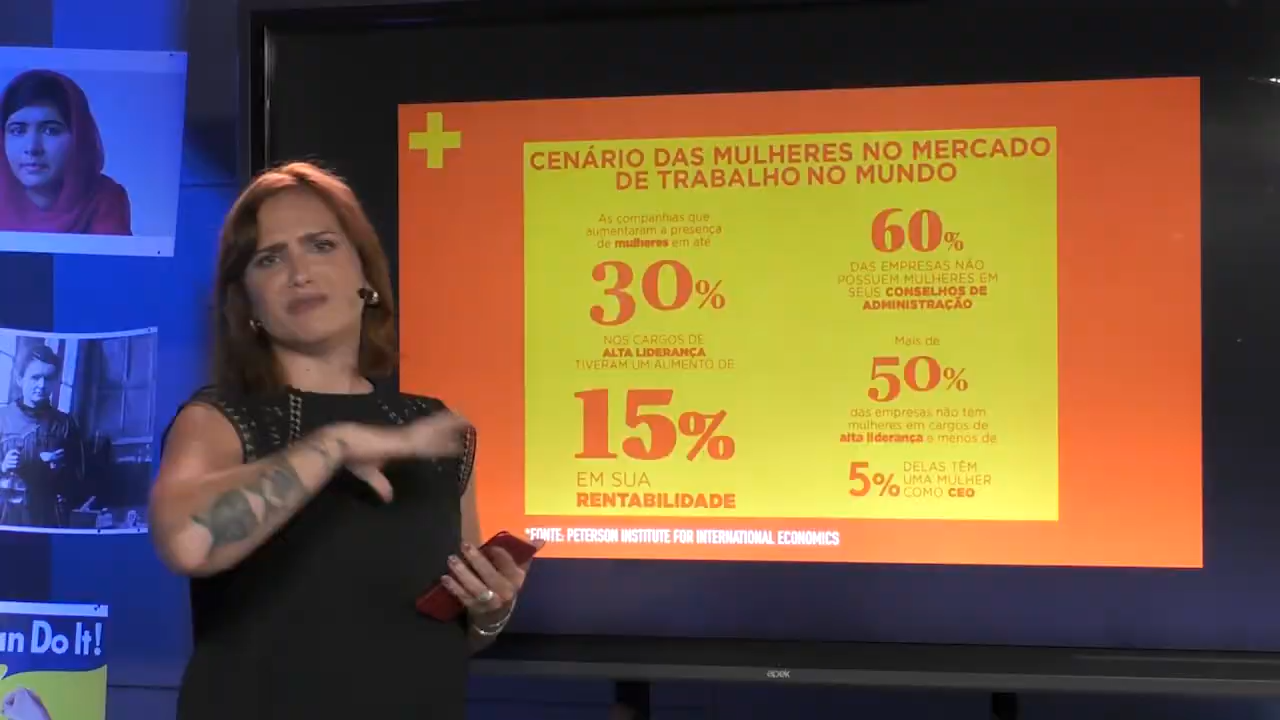 CENÁRIO DAS MULHERES NO MERCADO
DE TRABALHO NO MUNDO
As companhias que
aumentaram a presença
de mulheres em até
30%
NOS CARGOS DE
ALTA LIDERANÇA
TIVERAM UM AUMENTO DE
15%
EM SUA
RENTABILIDADE
60%
DAS EMPRESAS NÃO
POSSUEM MULHERES EM
SEUS CONSELHOS DE
ADMINISTRAÇÃO
Mais de
50%
das empresas não têm
mulheres em cargos de
alta liderança e menos de
5% DELAS TÊM
UMA MULHER
COMO CEO
*FONTE: PETERSON INSTITUTE FOR INTERNATIONAL ECONOMICS
an Do It!
apek